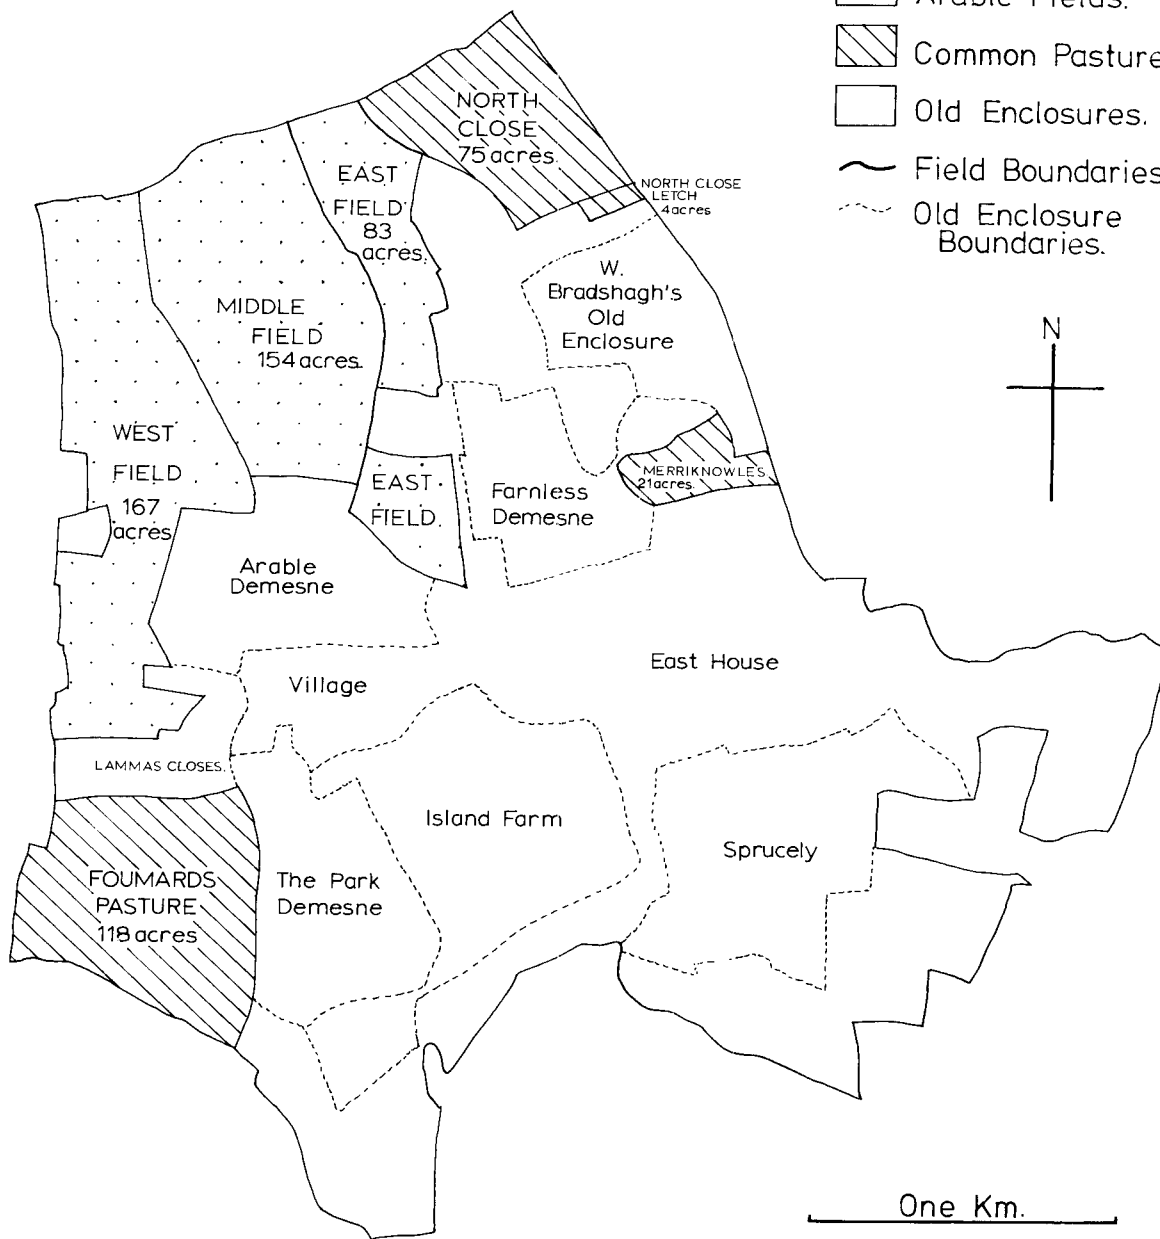 Arable Fields.
Common Pasture
Old Enclosures.
Field Boundaries
Old Enclosure
Boundaries.
N
NORTH
CLOSE
75 acres.
NORTH CLOSE
LETCH
4 acres
EAST
FIELD
83
acres.
W.
Bradshagh's
Old
Enclosure
MIDDLE
FIELD
154 acres.
WEST
FIELD
167
acres.
EAST
FIELD.
MERRIKNOWLES.
21 acres.
Farnless
Demesne
Arable
Demesne
East House
Village
LAMMAS CLOSES.
Island Farm
Sprucely
FOUMARDS
PASTURE
118 acres
The Park
Demesne
One Km.